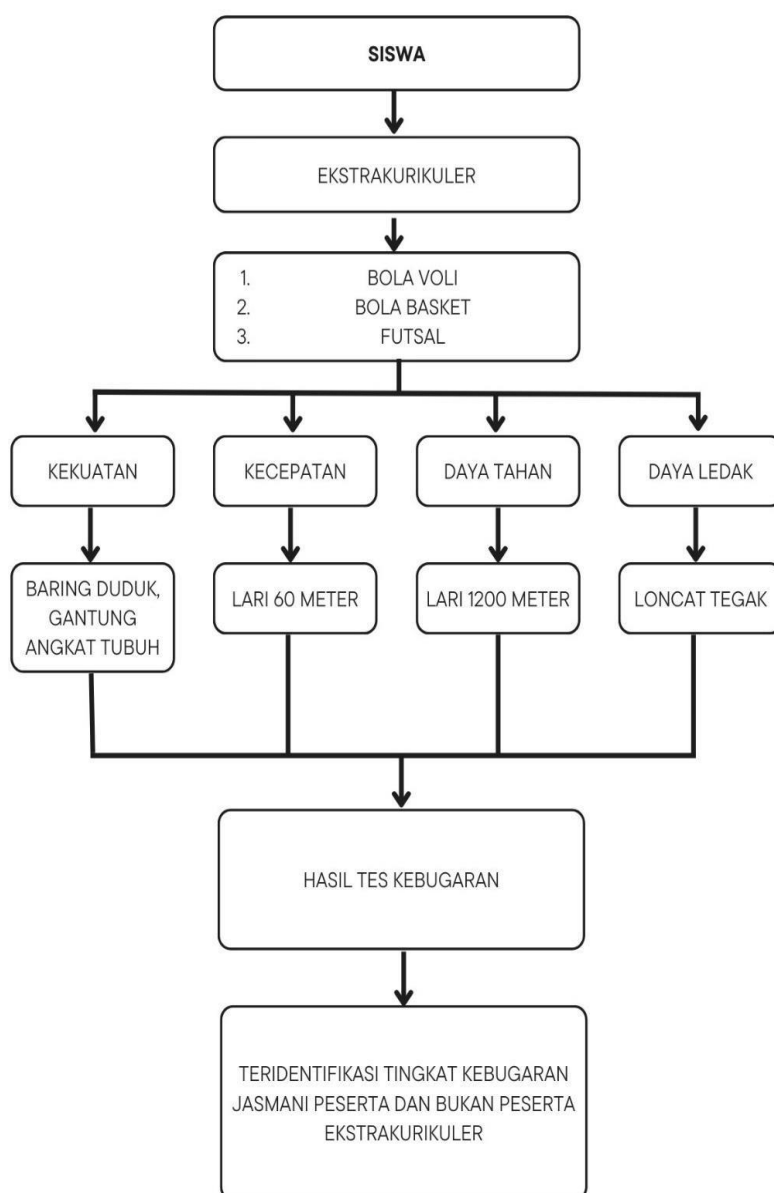 SISWA
EKSTRAKURIKULER
1. BOLA VOLI
2. BOLA BASKET
3. FUTSAL
KEKUATAN
KECEPATAN
DAYA TAHAN
DAYA LEDAK
BARING DUDUK,
GANTUNG
ANGKAT TUBUH
LARI 60 METER
LARI 1200 METER
LONCAT TEGAK
HASIL TES KEBUGARAN
TERIDENTIFIKASI TINGKAT KEBUGARAN
JASMANI PESERTA DAN BUKAN PESERTA
EKSTRAKURIKULER